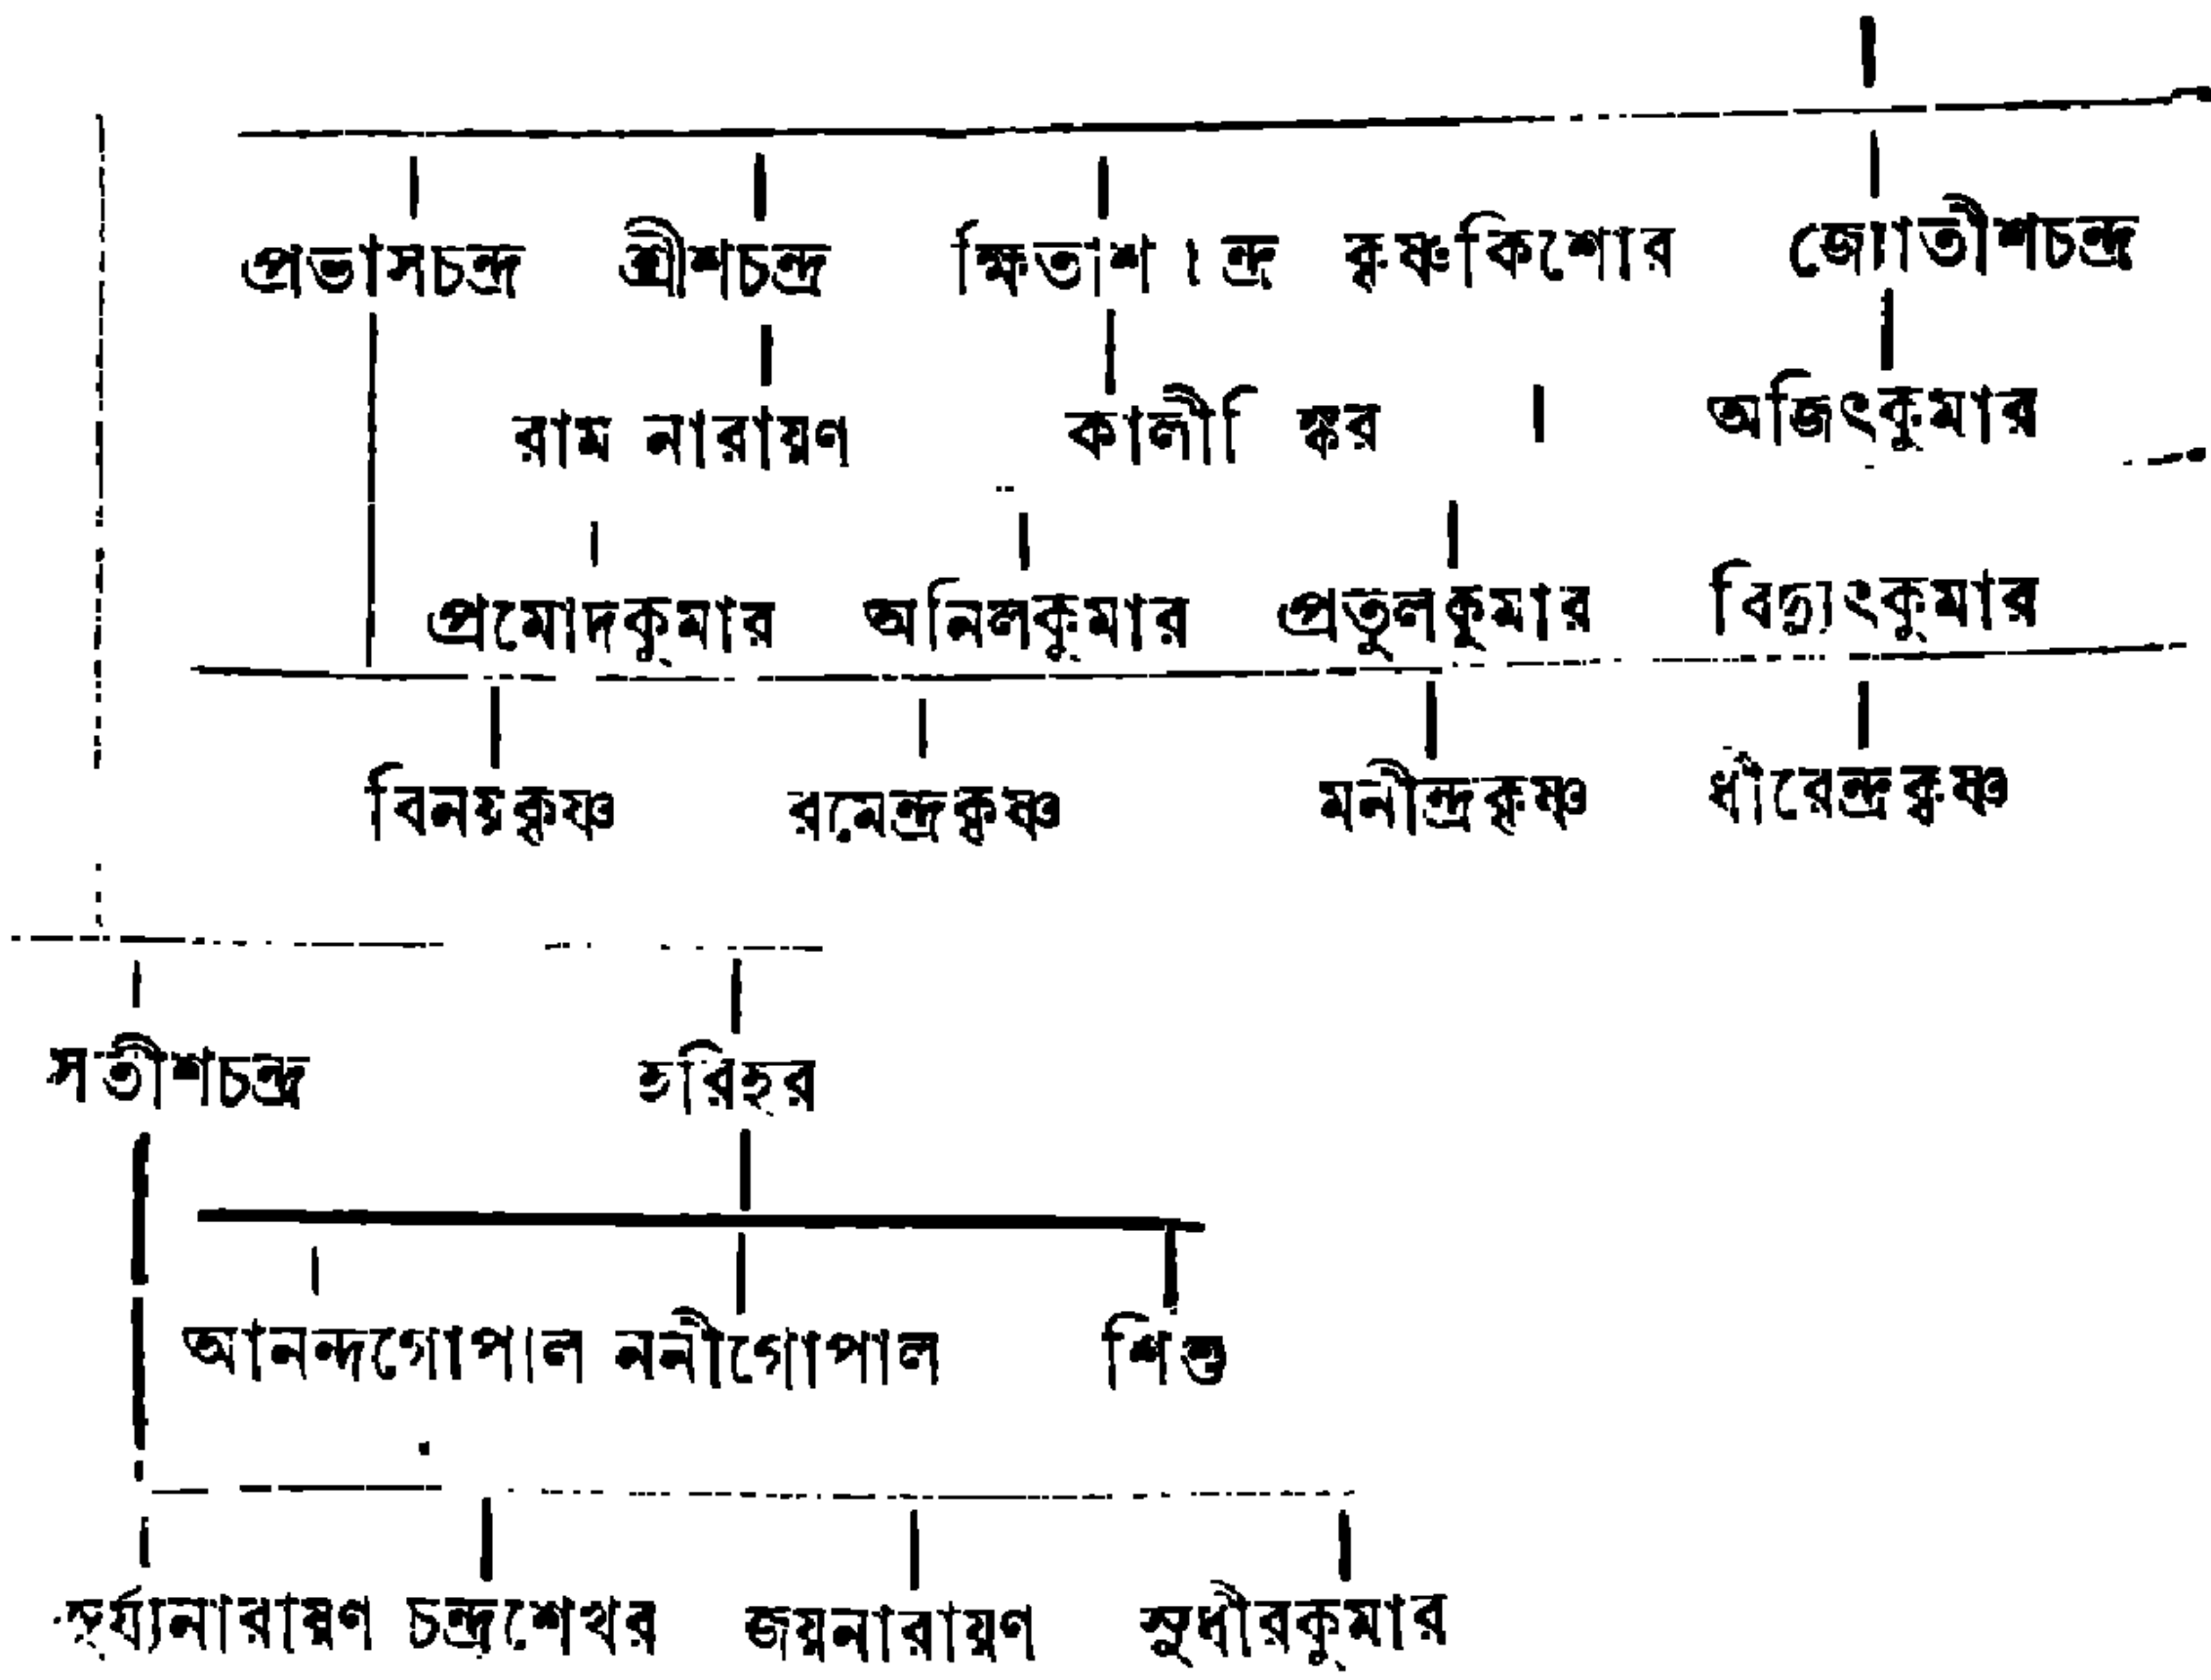 প্রভাসচন্দ্র শ্রীশচন্দ্র কৃষ্ণকিশোর জ্যোতীশচন্দ্র
রাম নারায়ণ অজিৎকুমার
প্রমোদকুমার অনিলকুমার প্রতুলকুমার বিদ্যুৎকুমার
বিনয়কৃষ্ণ রমেন্দ্রকৃষ্ণ মনীন্দ্রকৃষ্ণ ধীরেন্দ্রকৃষ্ণ
সতীশচন্দ্র হরিহর
আনন্দগোপাল ননীগোপাল শিশু
সূর্য্যনারায়ণ চন্দ্রশেখর জয়নারায়ণ সুধীরকুমার